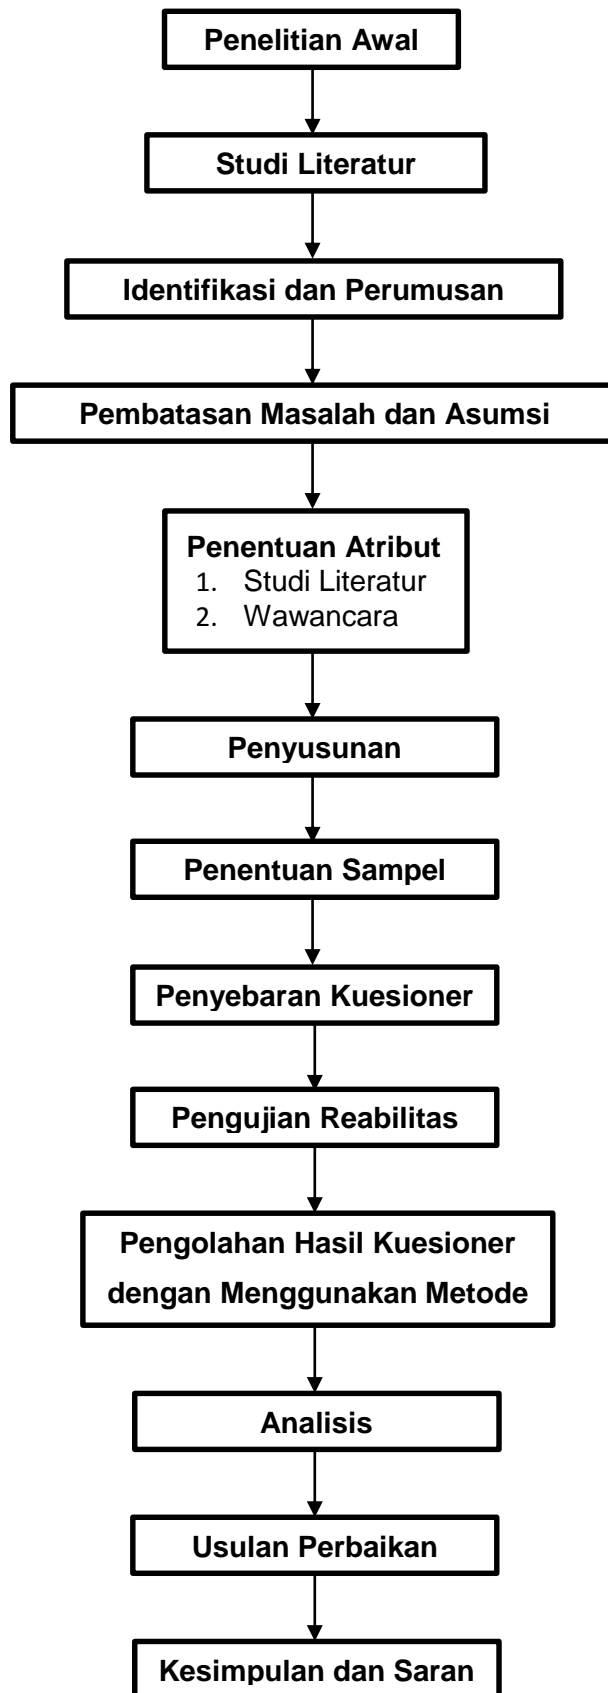 Penelitian Awal
Studi Literatur
Identifikasi dan Perumusan
Pembatasan Masalah dan Asumsi
Penentuan Atribut
1. Studi Literatur
2. Wawancara
Penyusunan
Penentuan Sampel
Penyebaran Kuesioner
Pengujian Reabilitas
Pengolahan Hasil Kuesioner
dengan Menggunakan Metode
Analisis
Usulan Perbaikan
Kesimpulan dan Saran